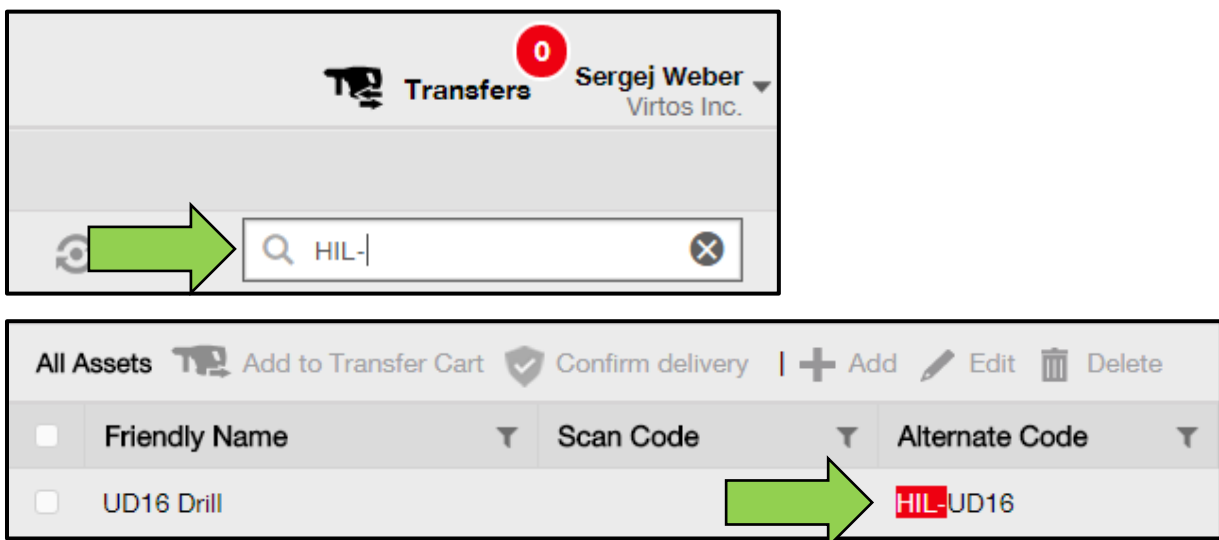 0
Transfers
Sergej Weber
Virtos Inc.
HIL-
All Assets Add to Transfer Cart Confirm delivery | Add Edit Delete
Friendly Name Scan Code Alternate Code
UD16 Drill HIL-UD16